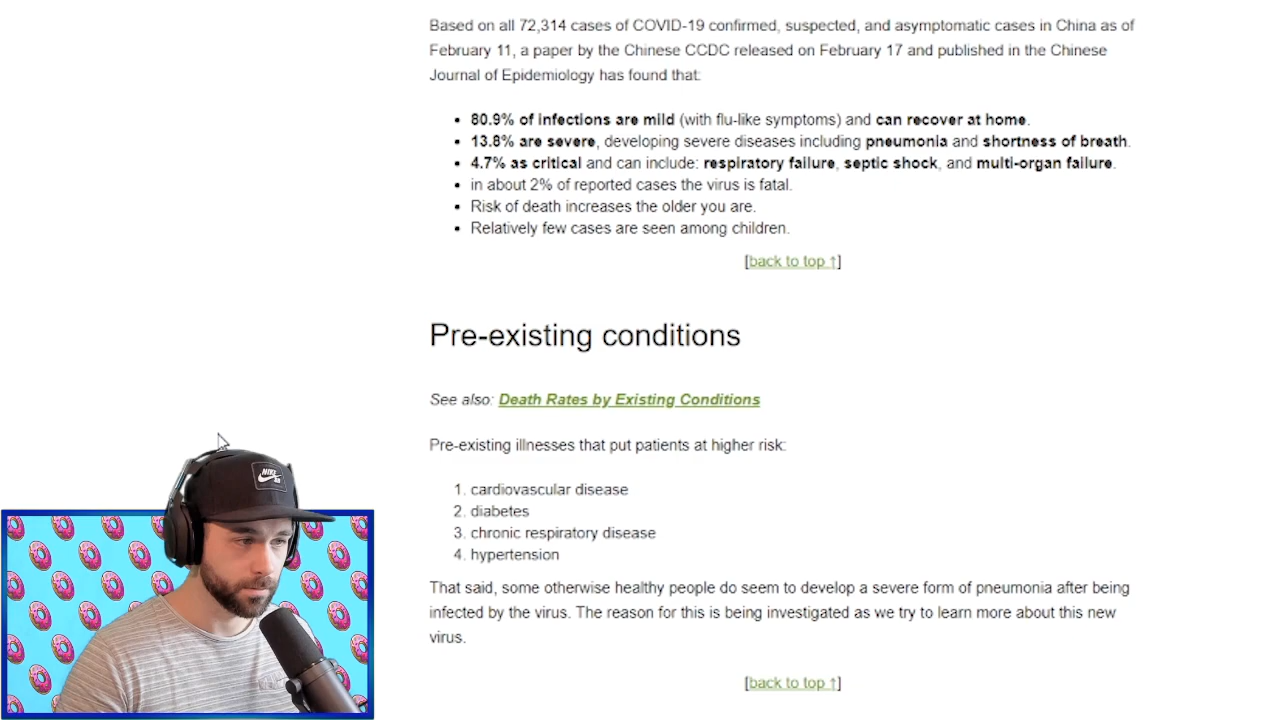 Based on all 72,314 cases of COVID-19 confirmed, suspected, and asymptomatic cases in China as of
February 11, a paper by the Chinese CCDC released on February 17 and published in the Chinese
Journal of Epidemiology has found that:
• 80.9% of infections are mild (with flu-like symptoms) and can recover at home.
• 13.8% are severe, developing severe diseases including pneumonia and shortness of breath.
• 4.7% as critical and can include: respiratory failure, septic shock, and multi-organ failure.
• in about 2% of reported cases the virus is fatal.
• Risk of death increases the older you are.
• Relatively few cases are seen among children.
[back to top ↑]
Pre-existing conditions
See also: Death Rates by Existing Conditions
Pre-existing illnesses that put patients at higher risk:
1. cardiovascular disease
2. diabetes
3. chronic respiratory disease
4. hypertension
That said, some otherwise healthy people do seem to develop a severe form of pneumonia after being
infected by the virus. The reason for this is being investigated as we try to learn more about this new
virus.
[back to top ↑]
NIKE